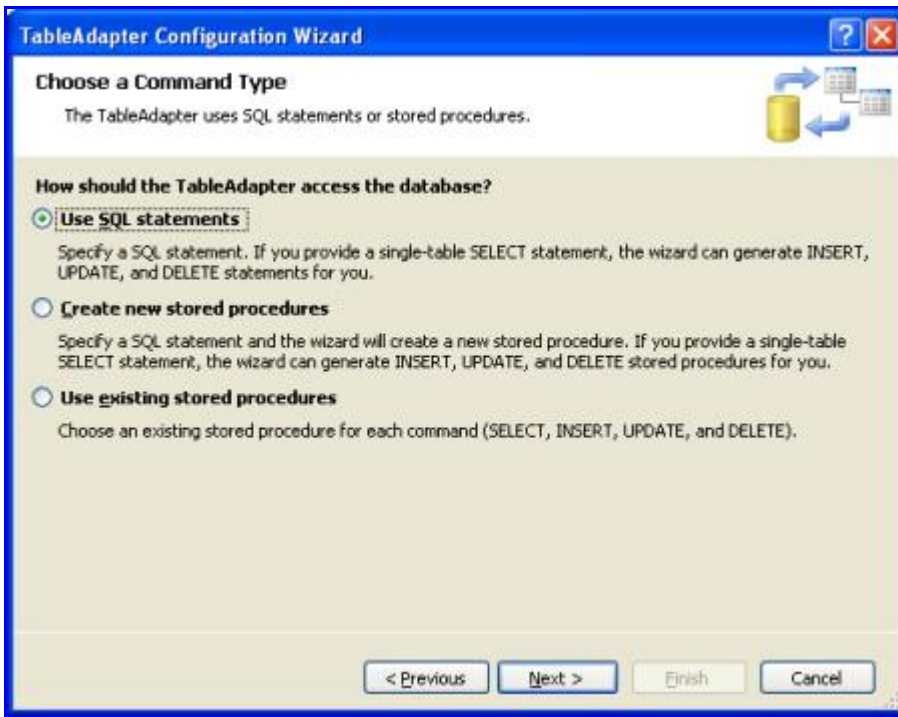 TableAdapter Configuration Wizard
Choose a Command Type
The TableAdapter uses SQL statements or stored procedures.
How should the TableAdapter access the database?
Use SQL statements
Specify a SQL statement. If you provide a single-table SELECT statement, the wizard can generate INSERT,
UPDATE, and DELETE statements for you.
Create new stored procedures
Specify a SQL statement and the wizard will create a new stored procedure. If you provide a single-table
SELECT statement, the wizard can generate INSERT, UPDATE, and DELETE stored procedures for you.
Use existing stored procedures
Choose an existing stored procedure for each command (SELECT, INSERT, UPDATE, and DELETE).
< Previous
Next >
Finish
Cancel